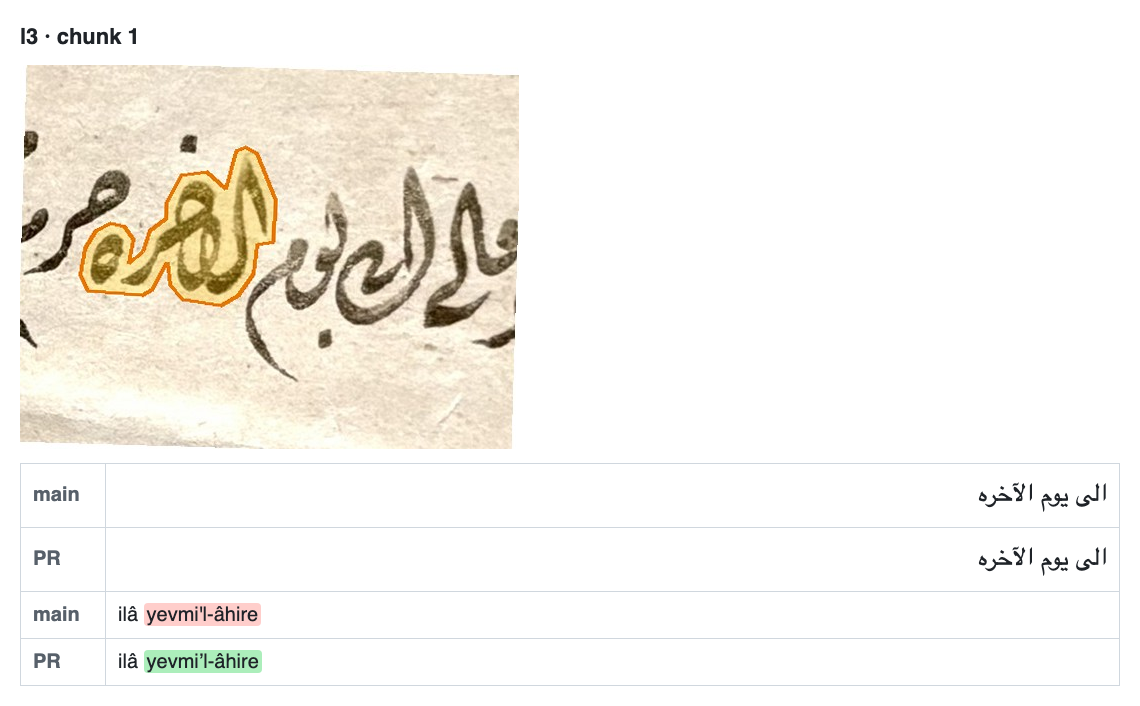 l3 · chunk 1
الى يوم الاخره
main الى يوم الآخره
PR الى يوم الآخره
main ilâ yevmi'l-âhire
PR ilâ yevmi’l-âhire